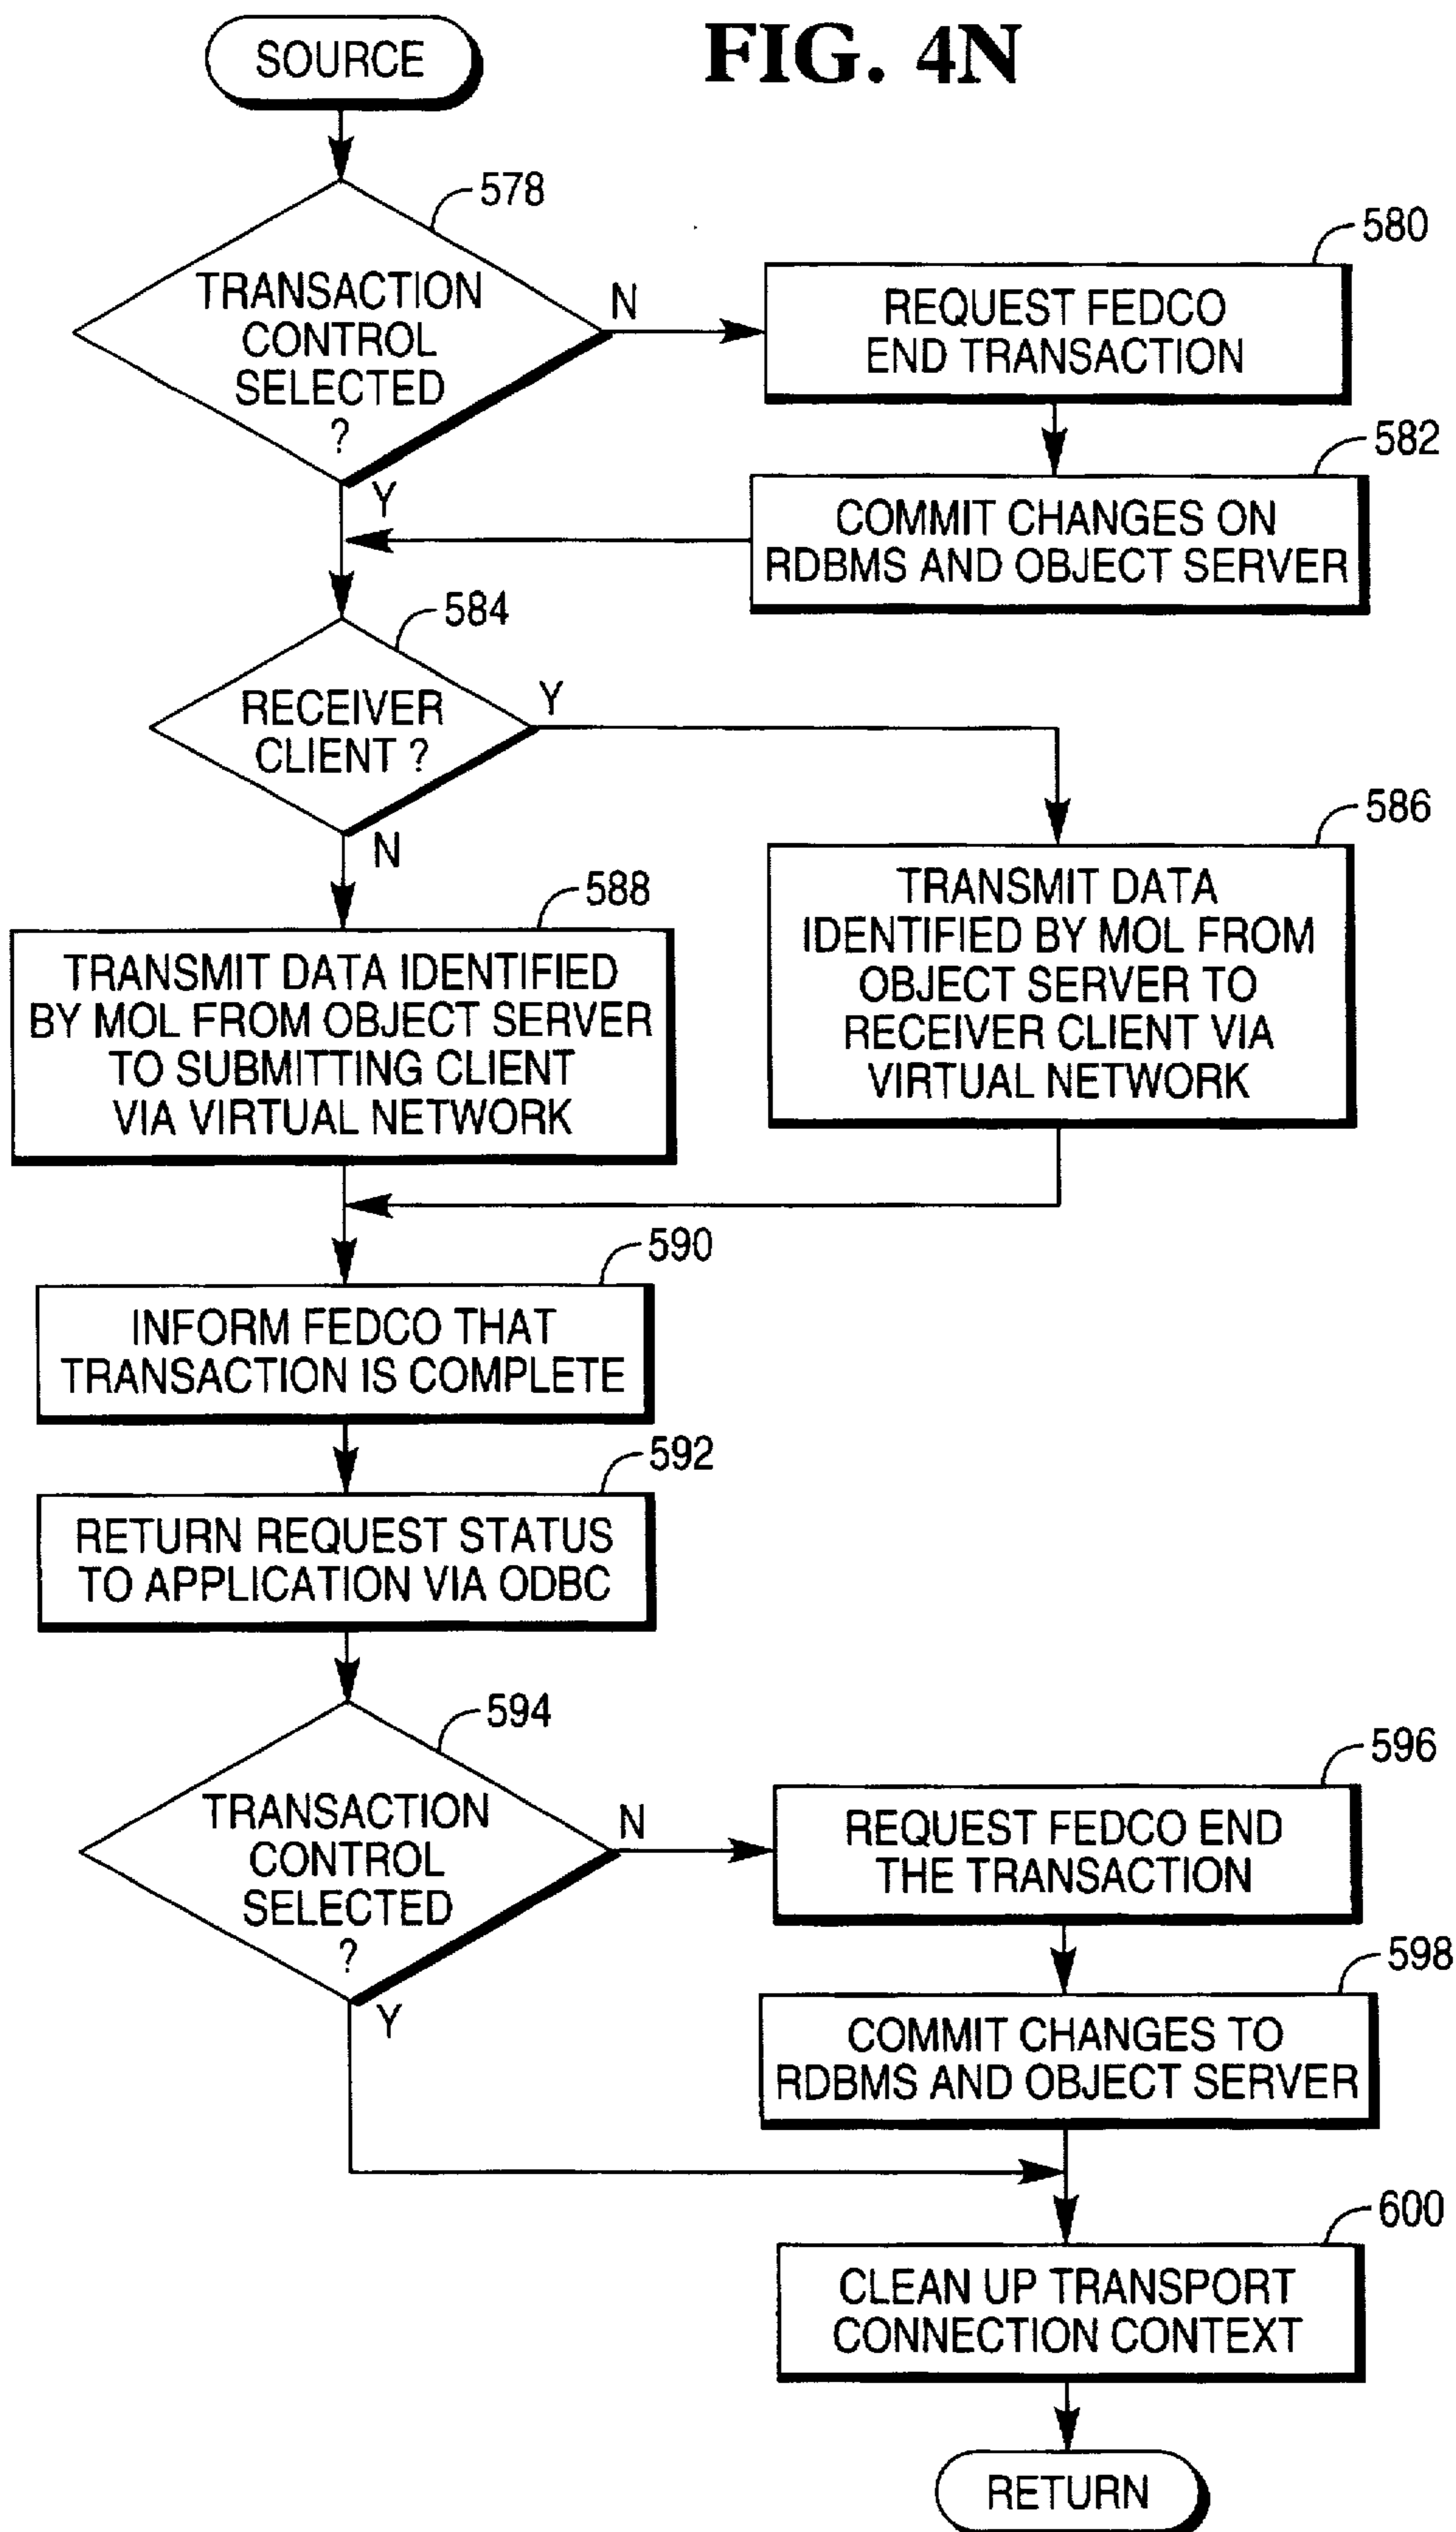 SOURCE
FIG. 4N
578
TRANSACTION
CONTROL
SELECTED
?
N
Y
580
REQUEST FEDCO
END TRANSACTION
582
COMMIT CHANGES ON
RDBMS AND OBJECT SERVER
584
RECEIVER
CLIENT ?
Y
N
586
TRANSMIT DATA
IDENTIFIED BY MOL FROM
OBJECT SERVER TO
RECEIVER CLIENT VIA
VIRTUAL NETWORK
588
TRANSMIT DATA IDENTIFIED
BY MOL FROM OBJECT SERVER
TO SUBMITTING CLIENT
VIA VIRTUAL NETWORK
590
INFORM FEDCO THAT
TRANSACTION IS COMPLETE
592
RETURN REQUEST STATUS
TO APPLICATION VIA ODBC
594
TRANSACTION
CONTROL
SELECTED
?
N
Y
596
REQUEST FEDCO END
THE TRANSACTION
598
COMMIT CHANGES TO
RDBMS AND OBJECT SERVER
600
CLEAN UP TRANSPORT
CONNECTION CONTEXT
RETURN